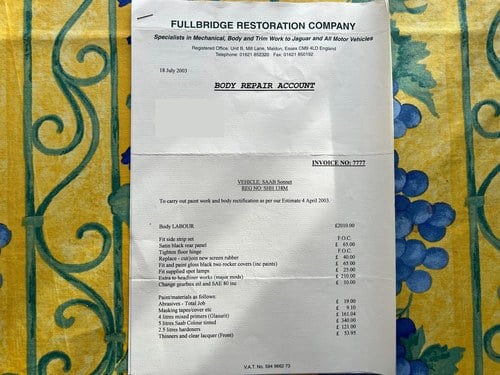 FULLBRIDGE RESTORATION COMPANY
Specialists in Mechanical, Body and Trim Work to Jaguar and All Motor Vehicles
Registered Office: Unit B, Mill Lane, Maldon, Essex CM9 4LD England
Telephone: 01621 852320 Fax: 01621 850192
18 July 2003
BODY REPAIR ACCOUNT
INVOICE NO: 7777
VEHICLE: SAAB Sonnet
REG NO: SHH 138M
To carry out paint work and body rectification as per our Estimate 4 April 2003.
Body LABOUR £2010.00
Fit side strip set F.O.C.
Satin black rear panel £ 65.00
Tighten floor hinge F.O.C.
Replace - cut/join new screen rubber £ 40.00
Fit and paint gloss black two rocker covers (inc paints) £ 65.00
Fit supplied spot lamps £ 25.00
Extra to headliner works (major mods) £ 210.00
Change gearbox oil and SAE 80 inc £ 10.00
Paint/materials as follows:
Abrasives - Total Job £ 19.00
Masking tapes/cover etc £ 9.10
4 litres mixed primers (Glasurit) £ 161.04
5 litres Saab Colour tinted £ 340.00
2.5 litres hardeners £ 121.00
Thinners and clear lacquer (Front) £ 53.95
V.A.T. No. 594 9662 73